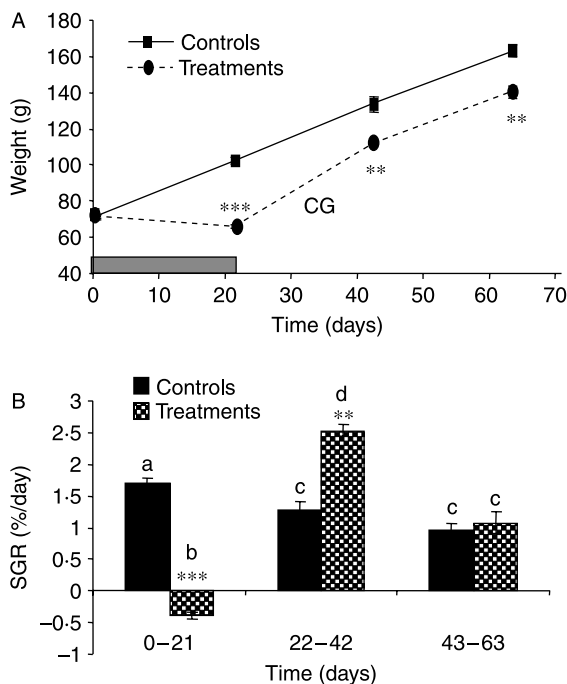 A
180
160
140
120
100
80
60
40
Weight (g)
Controls
Treatments
***
CG
**
**
0 10 20 30 40 50 60 70
Time (days)
B
Controls
Treatments
3
2·5
2
1·5
1
0·5
0
−0·5
−1
SGR (%/day)
a
b
***
c
d
**
c
c
0–21 22–42 43–63
Time (days)